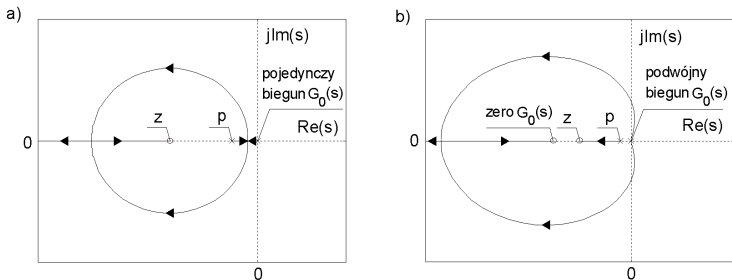 a)
jIm(s)
pojedynczy
biegun G0(s)
z
p
Re(s)
0
0
b)
jIm(s)
podwójny
biegun G0(s)
zero G0(s)
z
p
Re(s)
0
0